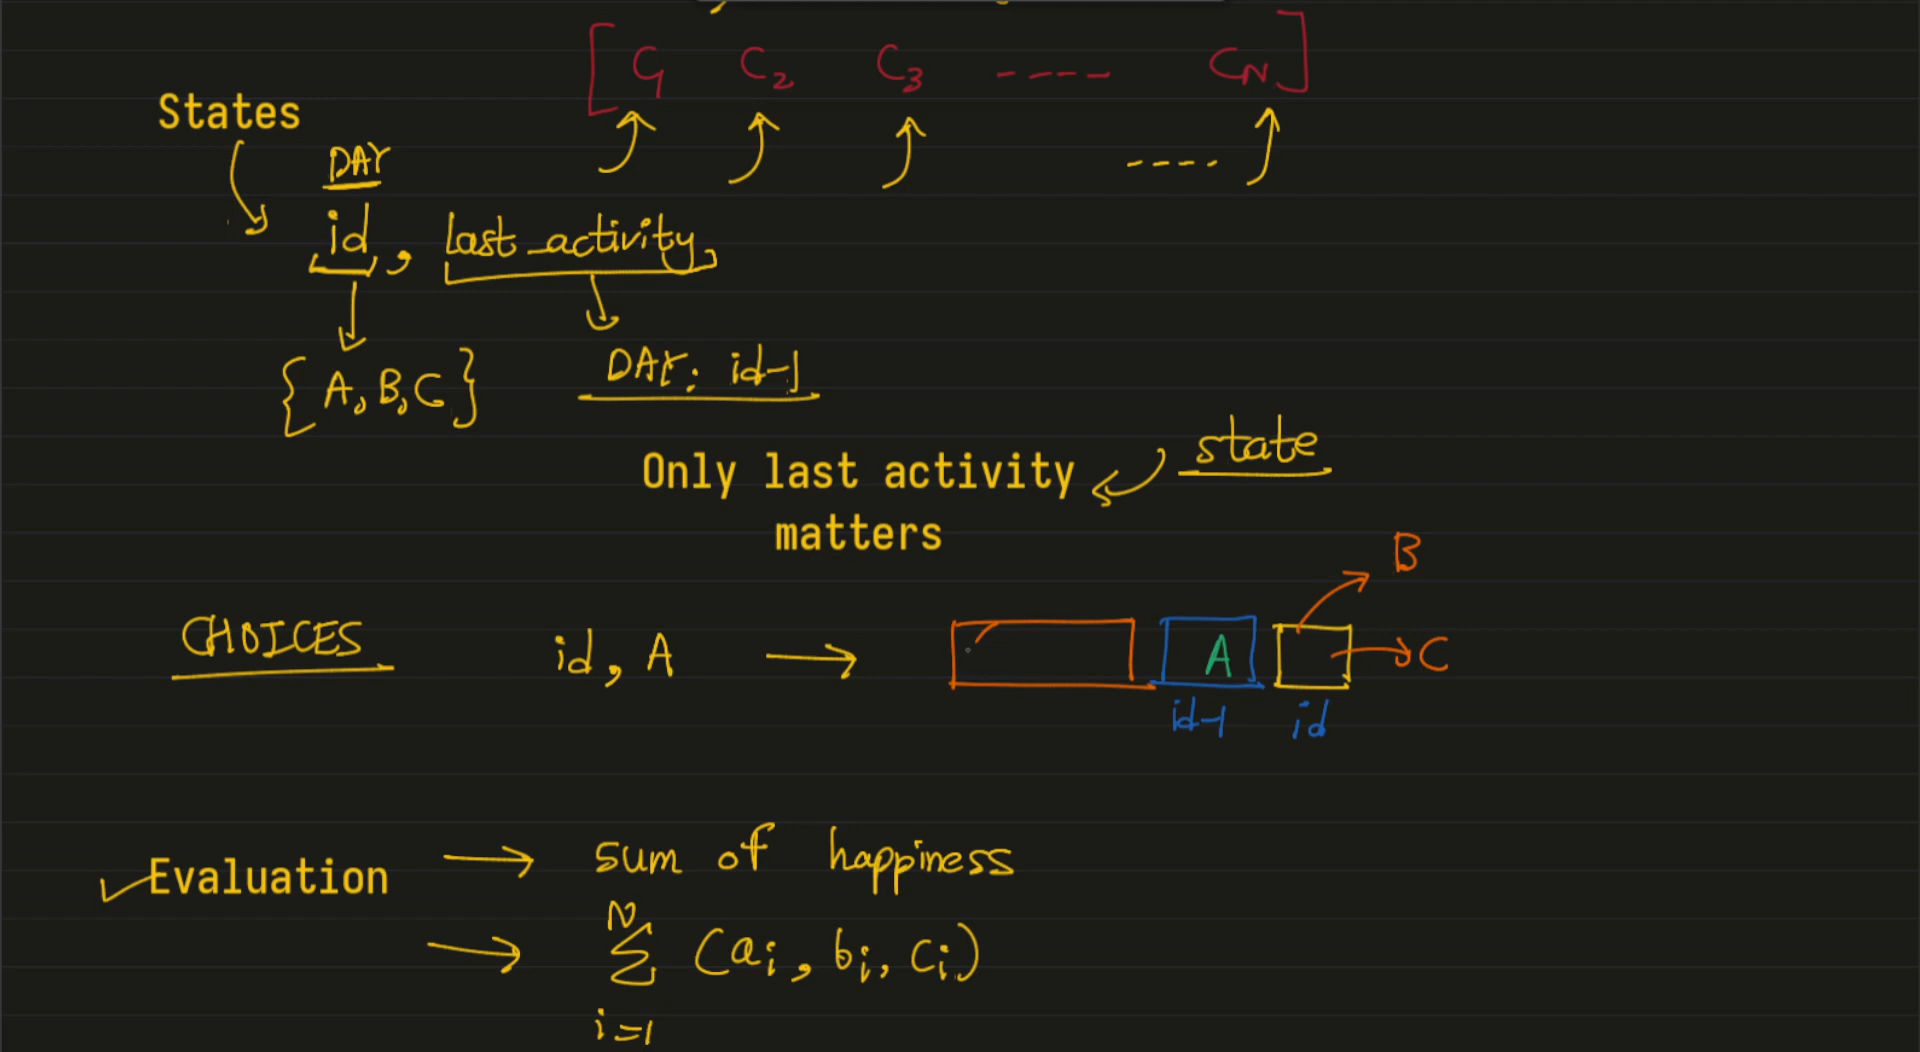 [ C1 C2 C3 ---- CN ]
States
DAY
id, last_activity
----
{A, B, C}
DAY: id-1
state
Only last activity
matters
B
CHOICES id, A → A → C
id-1 id
Evaluation → sum of happiness
→ N
Σ (ai, bi, ci)
i=1